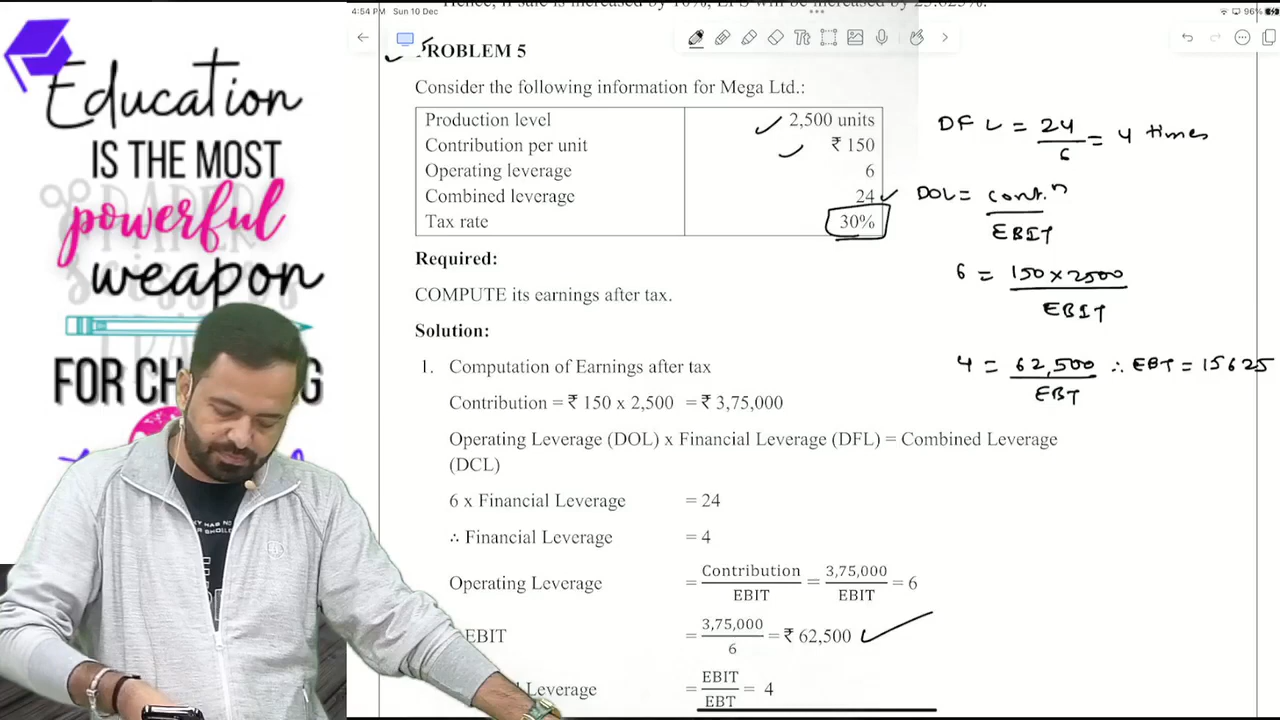 4:54 PM Sun 10 Dec
96%
Education
IS THE MOST
powerful
weapon
PROBLEM 5
Consider the following information for Mega Ltd.:
Production level 2,500 units
Contribution per unit ₹ 150
Operating leverage 6
Combined leverage 24
Tax rate 30%
Required:
COMPUTE its earnings after tax.
Solution:
1. Computation of Earnings after tax
Contribution = ₹ 150 x 2,500 = ₹ 3,75,000
Operating Leverage (DOL) x Financial Leverage (DFL) = Combined Leverage
(DCL)
6 x Financial Leverage = 24
∴ Financial Leverage = 4
Operating Leverage = Contribution/EBIT = 3,75,000/EBIT = 6
EBIT = 3,75,000/6 = ₹ 62,500
Leverage = EBIT/EBT = 4
DFL = 24/6 = 4 times
DOL = Cont.n/EBIT
6 = 150 x 2500/EBIT
4 = 62,500/EBT ∴ EBT = 15625